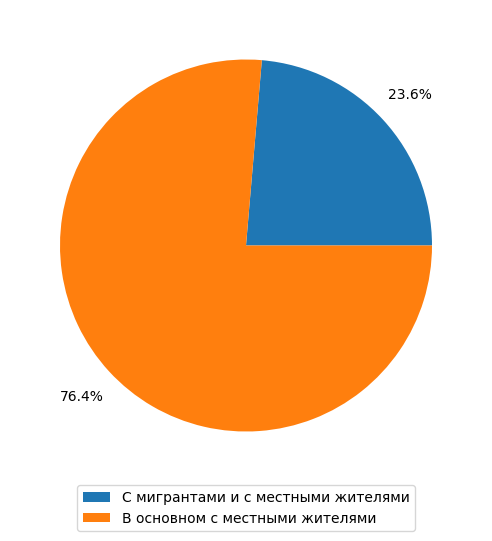 23.6%
76.4%
С мигрантами и с местными жителями
В основном с местными жителями